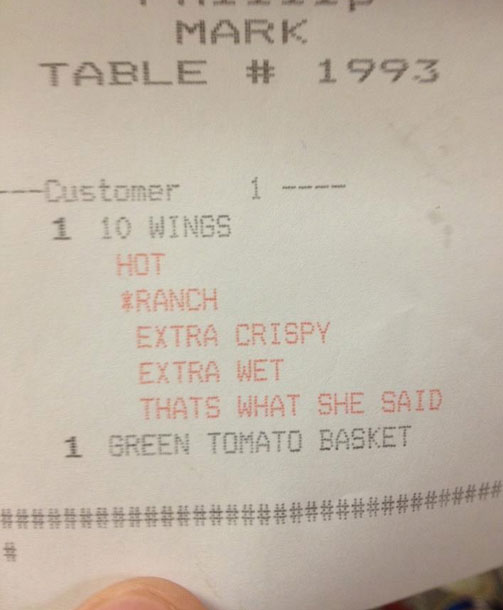 Phillip
MARK
TABLE # 1993
---Customer 1 ----
1 10 WINGS
HOT
*RANCH
EXTRA CRISPY
EXTRA WET
THATS WHAT SHE SAID
1 GREEN TOMATO BASKET
################################
#